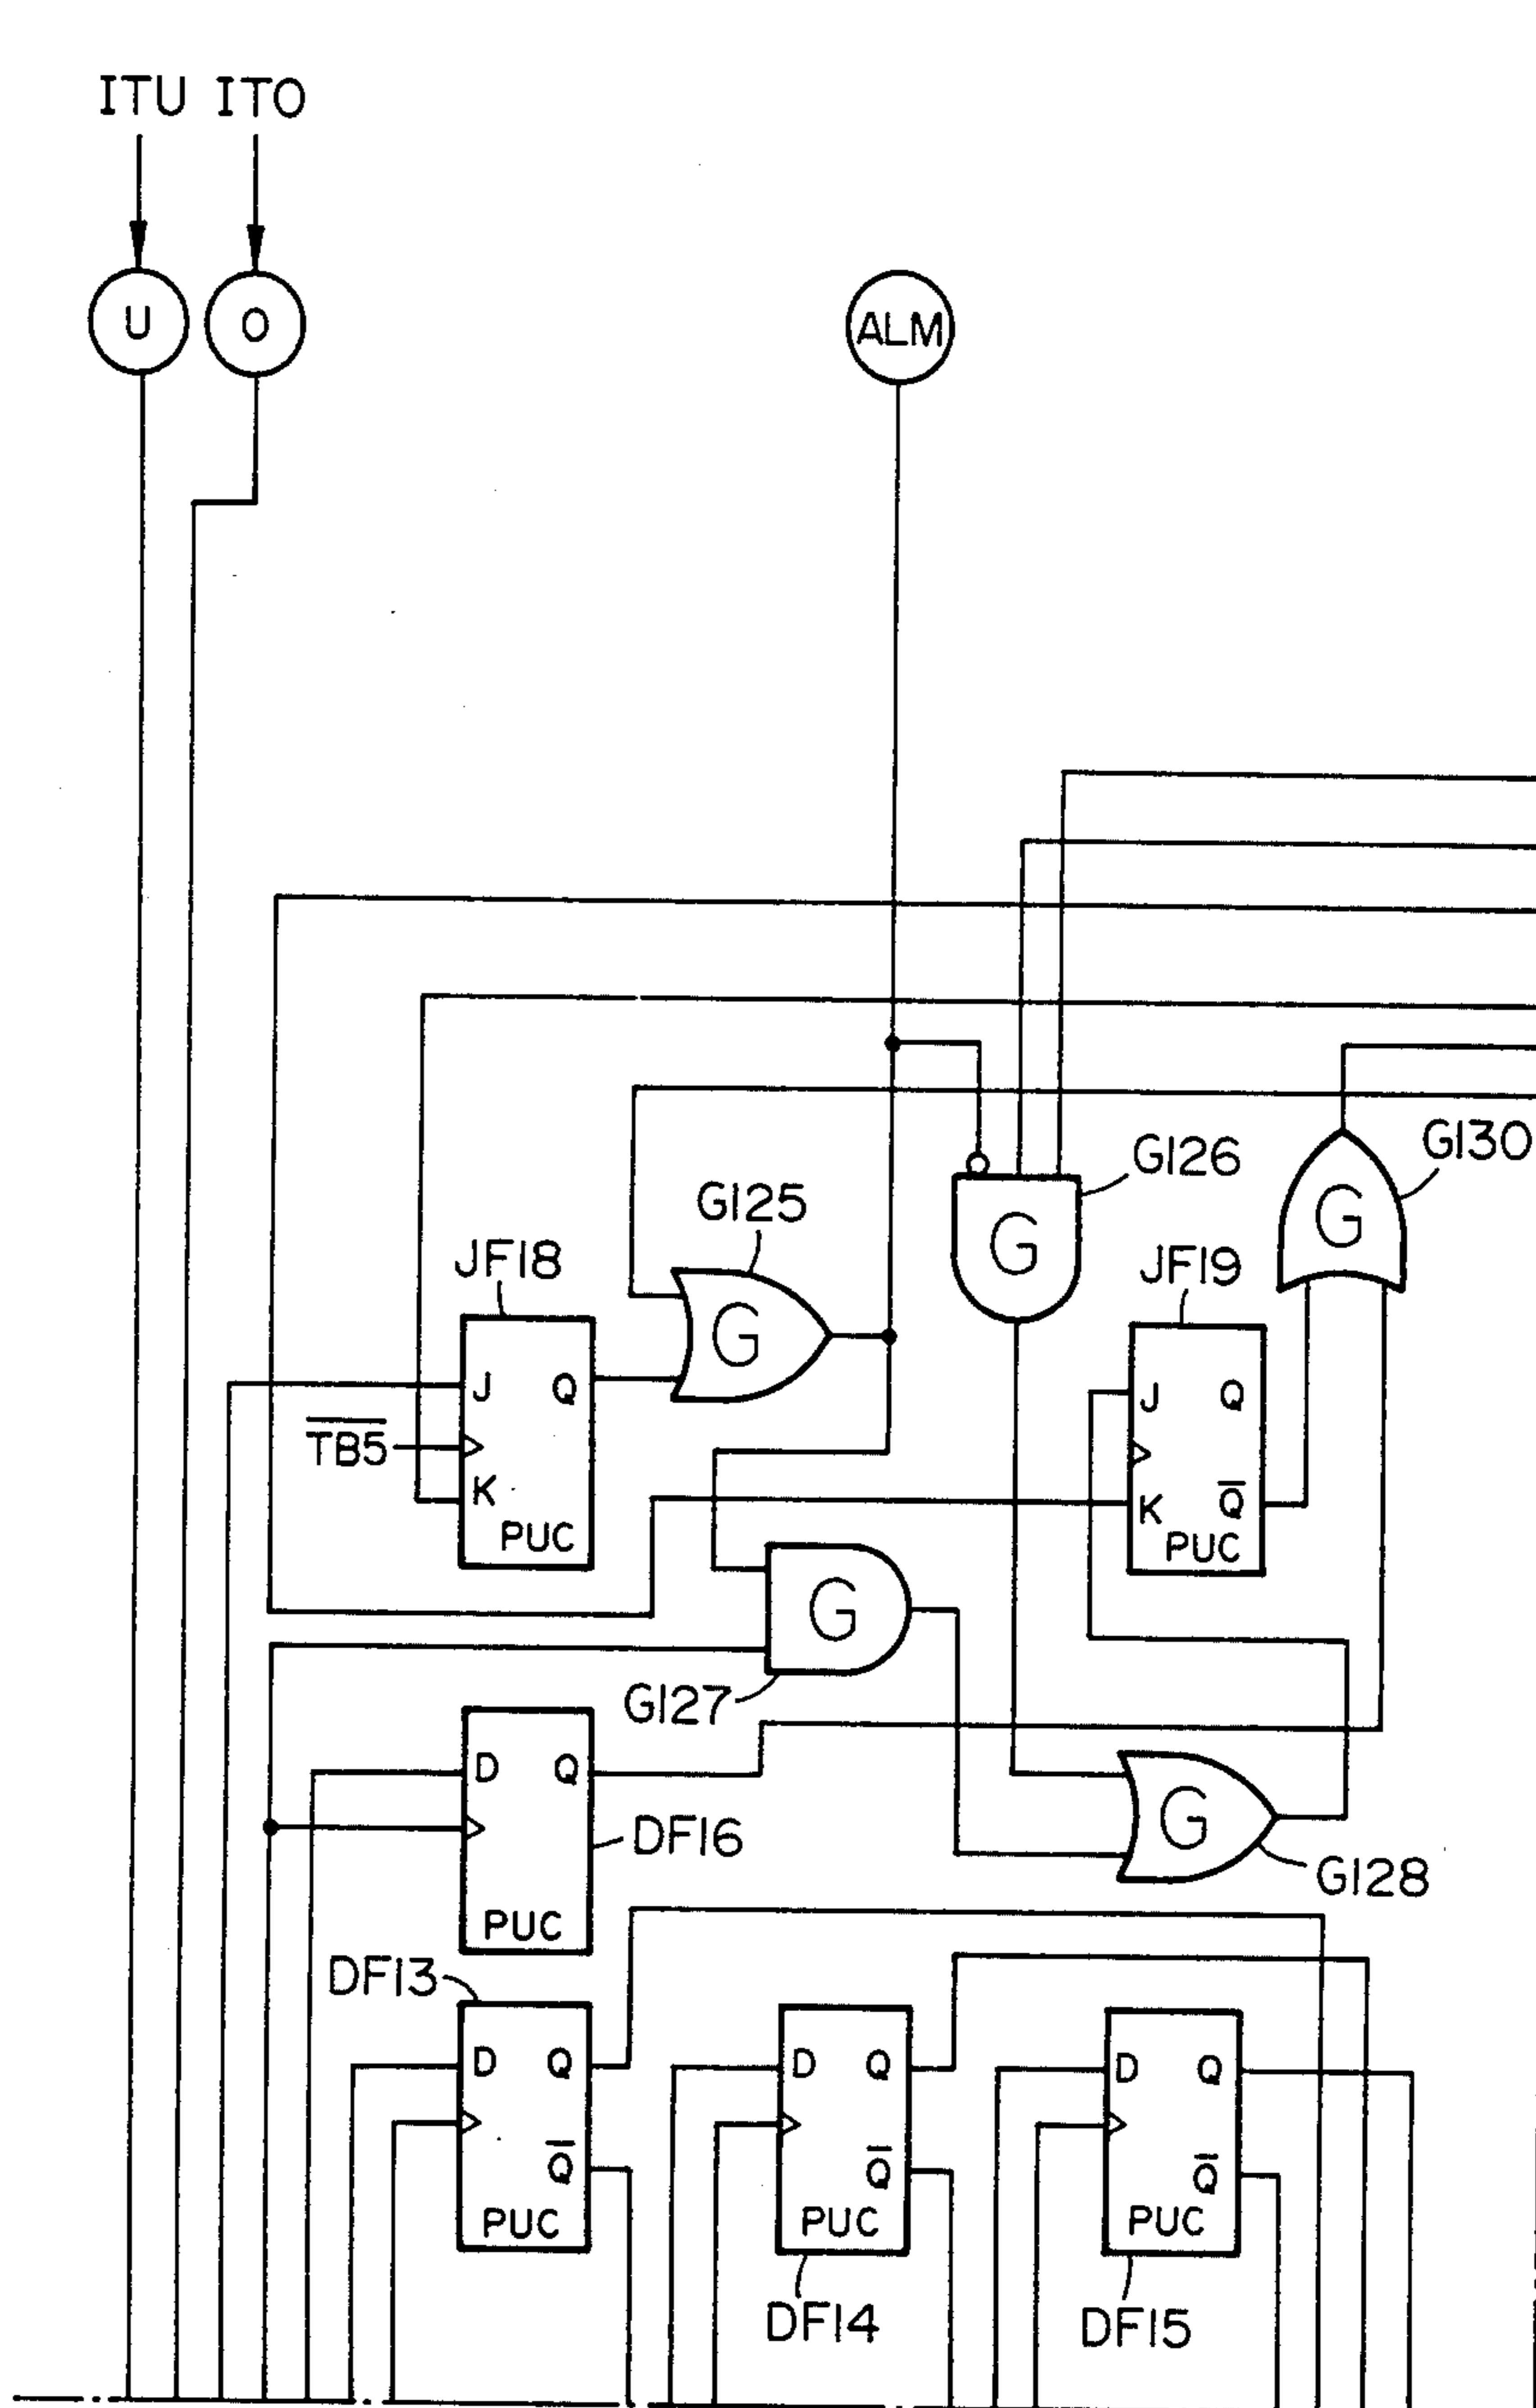 ITU ITO
U O
ALM
G130
G126
G
G125
G
JF18
G
JF19
J Q
TB5
K
PUC
J Q
K Q
PUC
G
G127
D Q
DF16
PUC
G
G128
DF13
D Q
Q
PUC
D Q
Q
PUC
DF14
D Q
Q
PUC
DF15